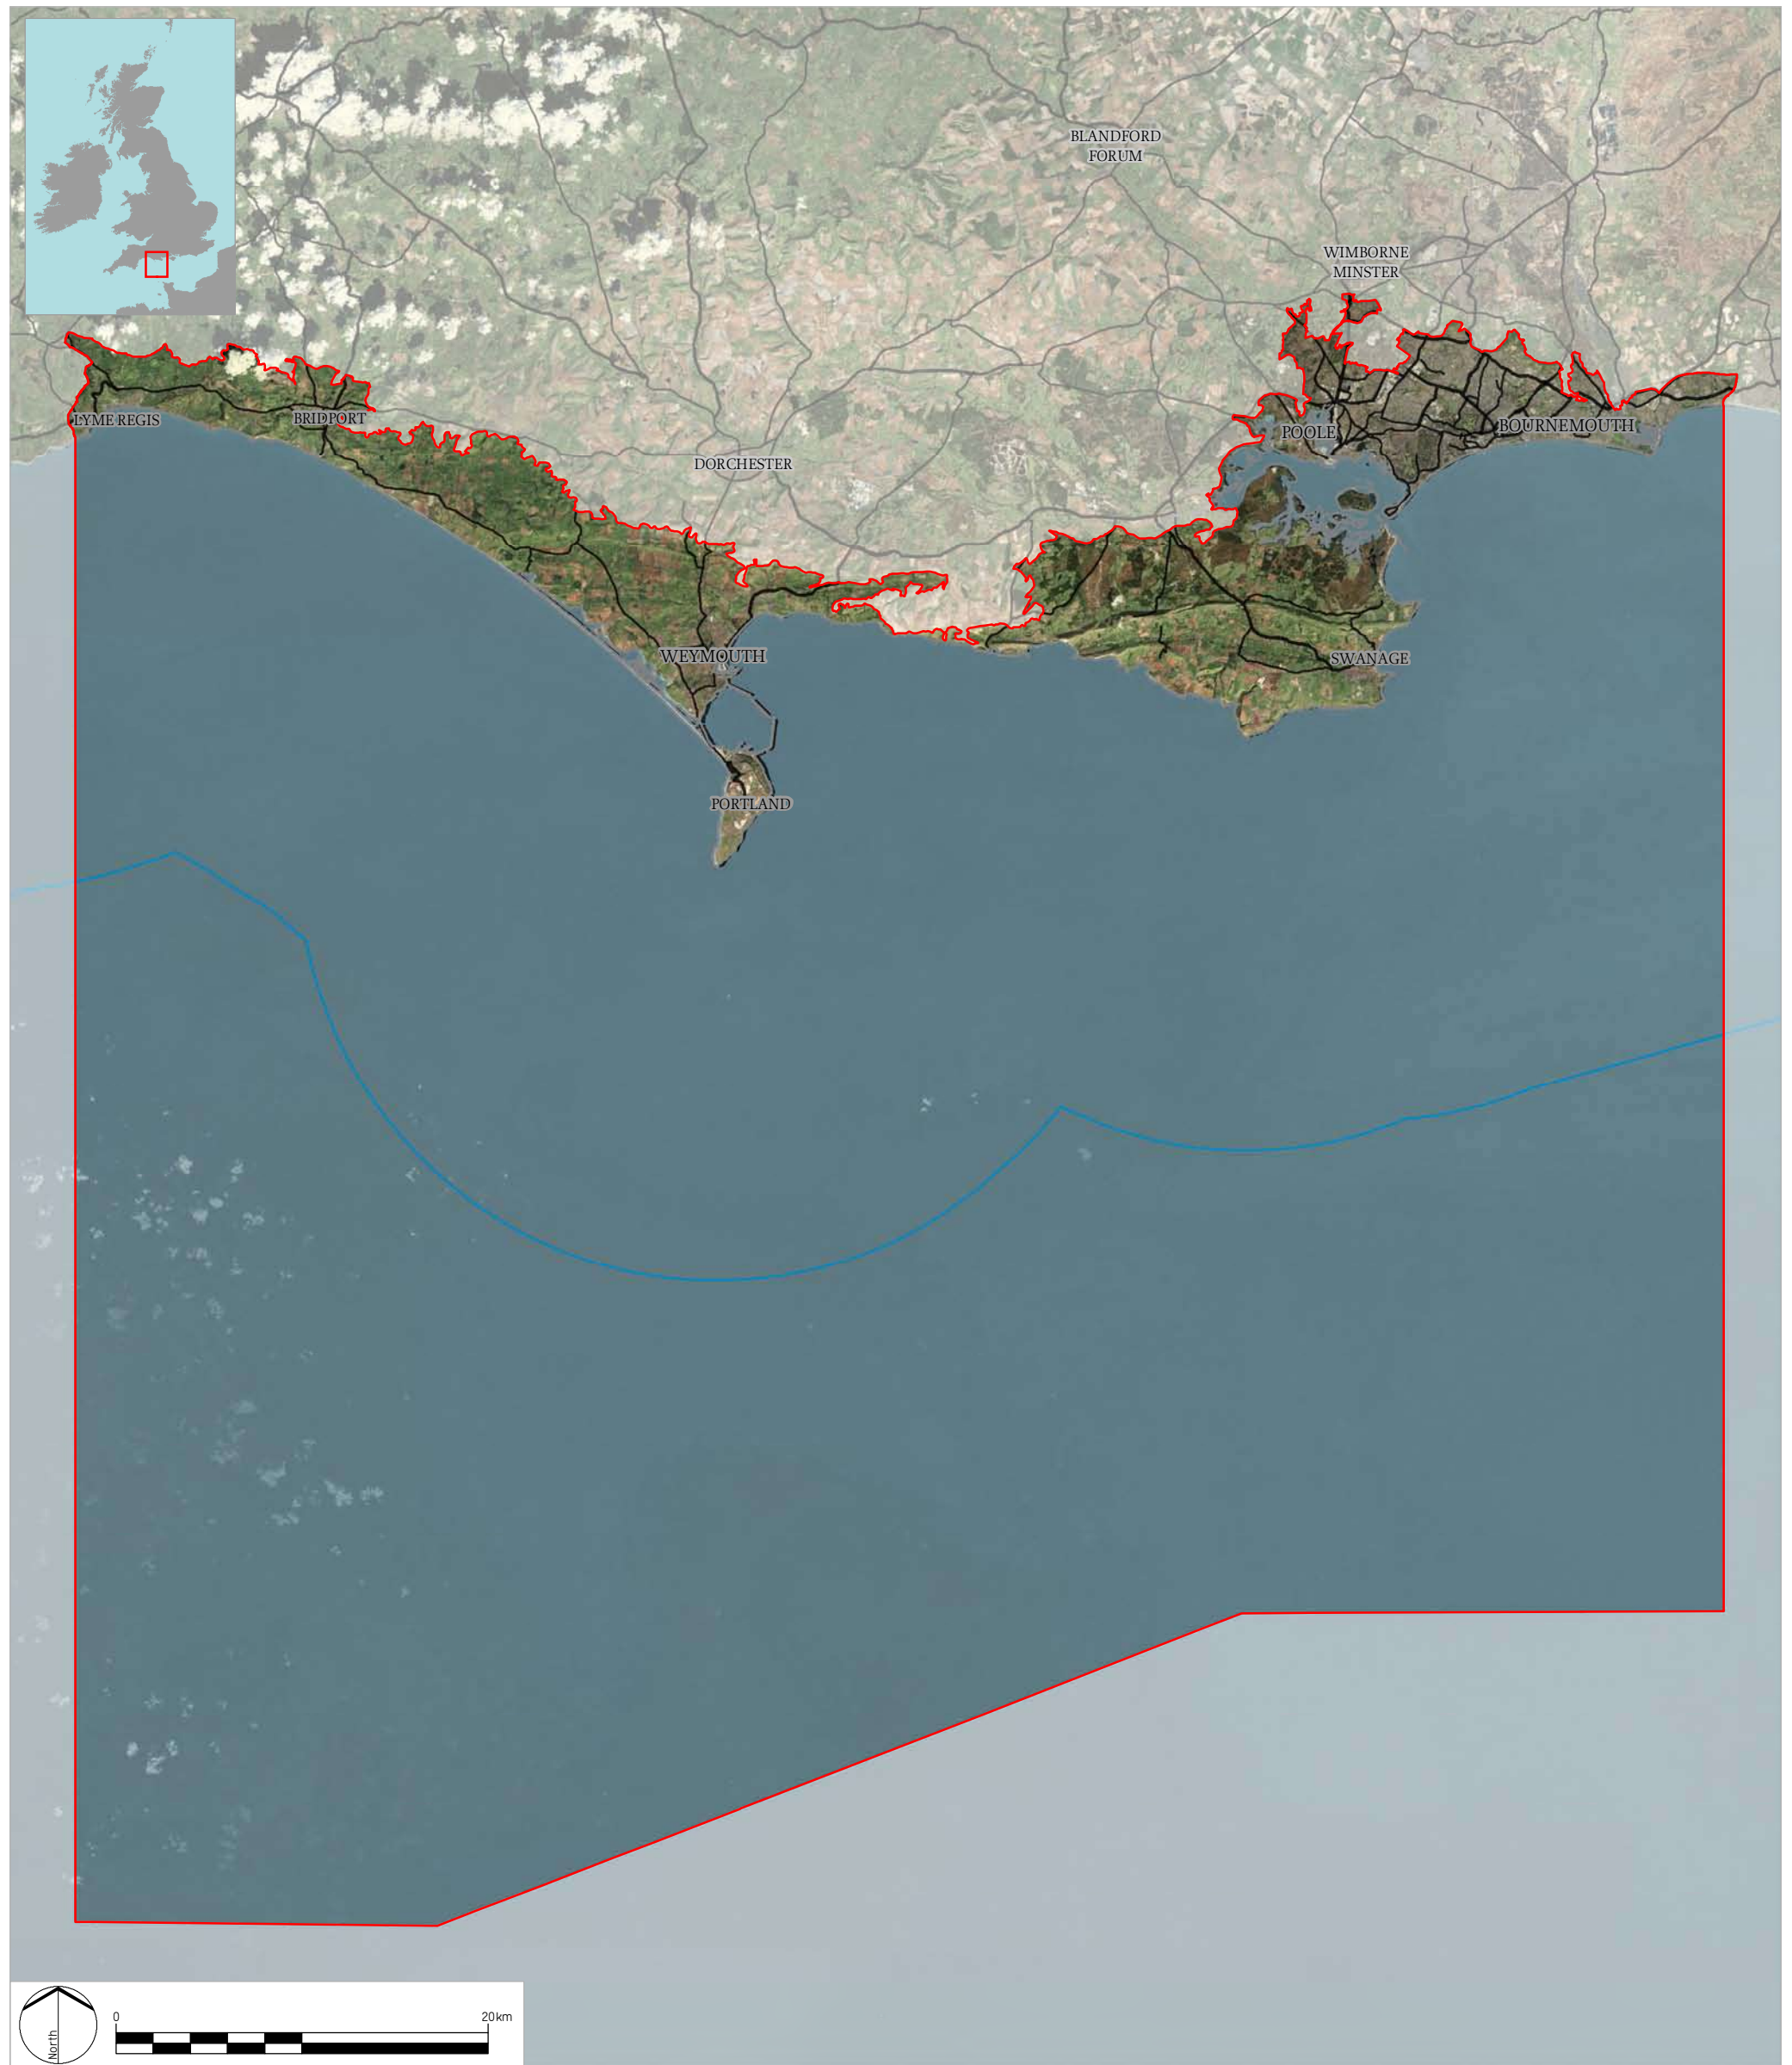 BLANDFORD
FORUM
WIMBORNE
MINSTER
LYME REGIS
BRIDPORT
POOLE
BOURNEMOUTH
DORCHESTER
WEYMOUTH
SWANAGE
PORTLAND
North
0
20km